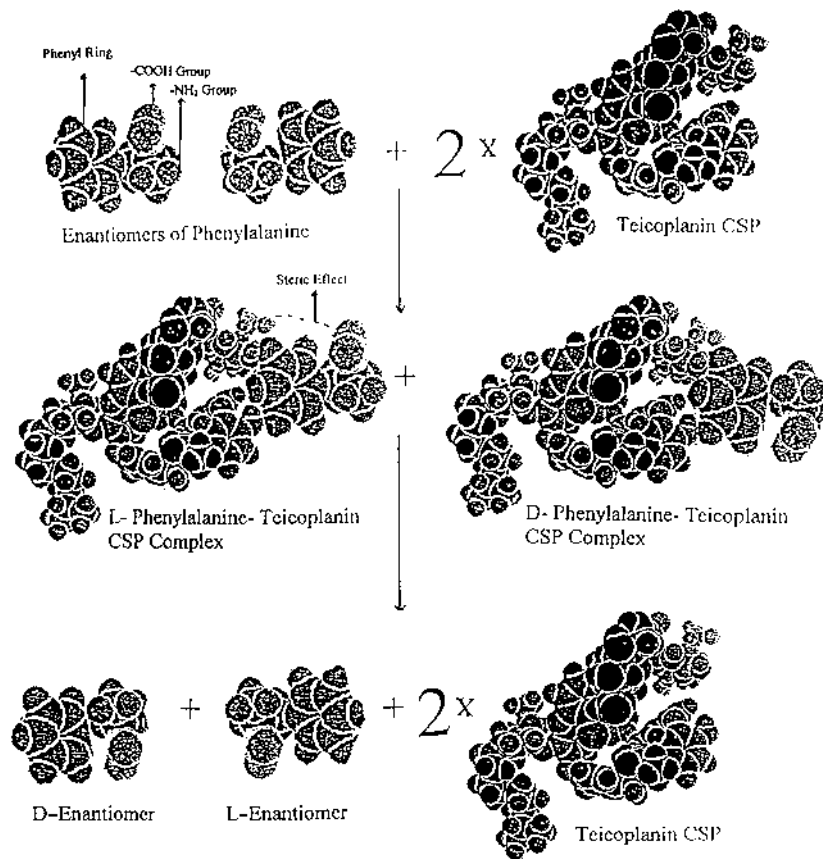 Phenyl Ring
-COOH Group
-NH₂ Group
+ 2 x
Enantiomers of Phenylalanine
Teicoplanin CSP
Steric Effect
+
L- Phenylalanine- Teicoplanin
CSP Complex
D- Phenylalanine- Teicoplanin
CSP Complex
+ + 2 x
D-Enantiomer
L-Enantiomer
Teicoplanin CSP